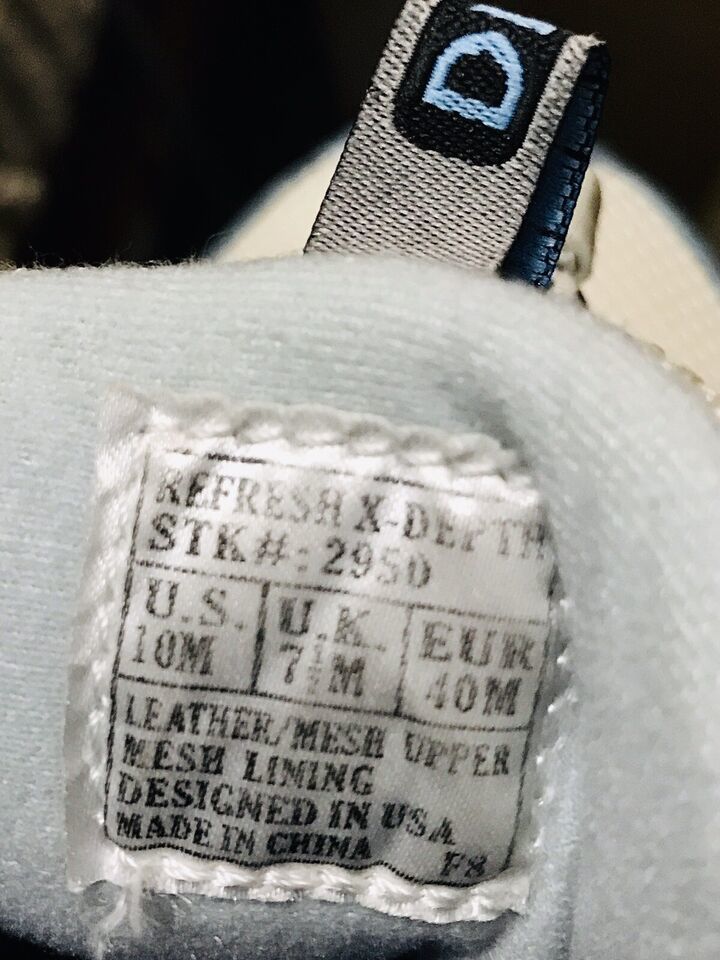 D
REFRESH X-DEPTH
STK#: 2950
U.S. U.K. EUR
10M 7½M 40M
LEATHER/MESH UPPER
MESH LINING
DESIGNED IN USA
MADE IN CHINA F8